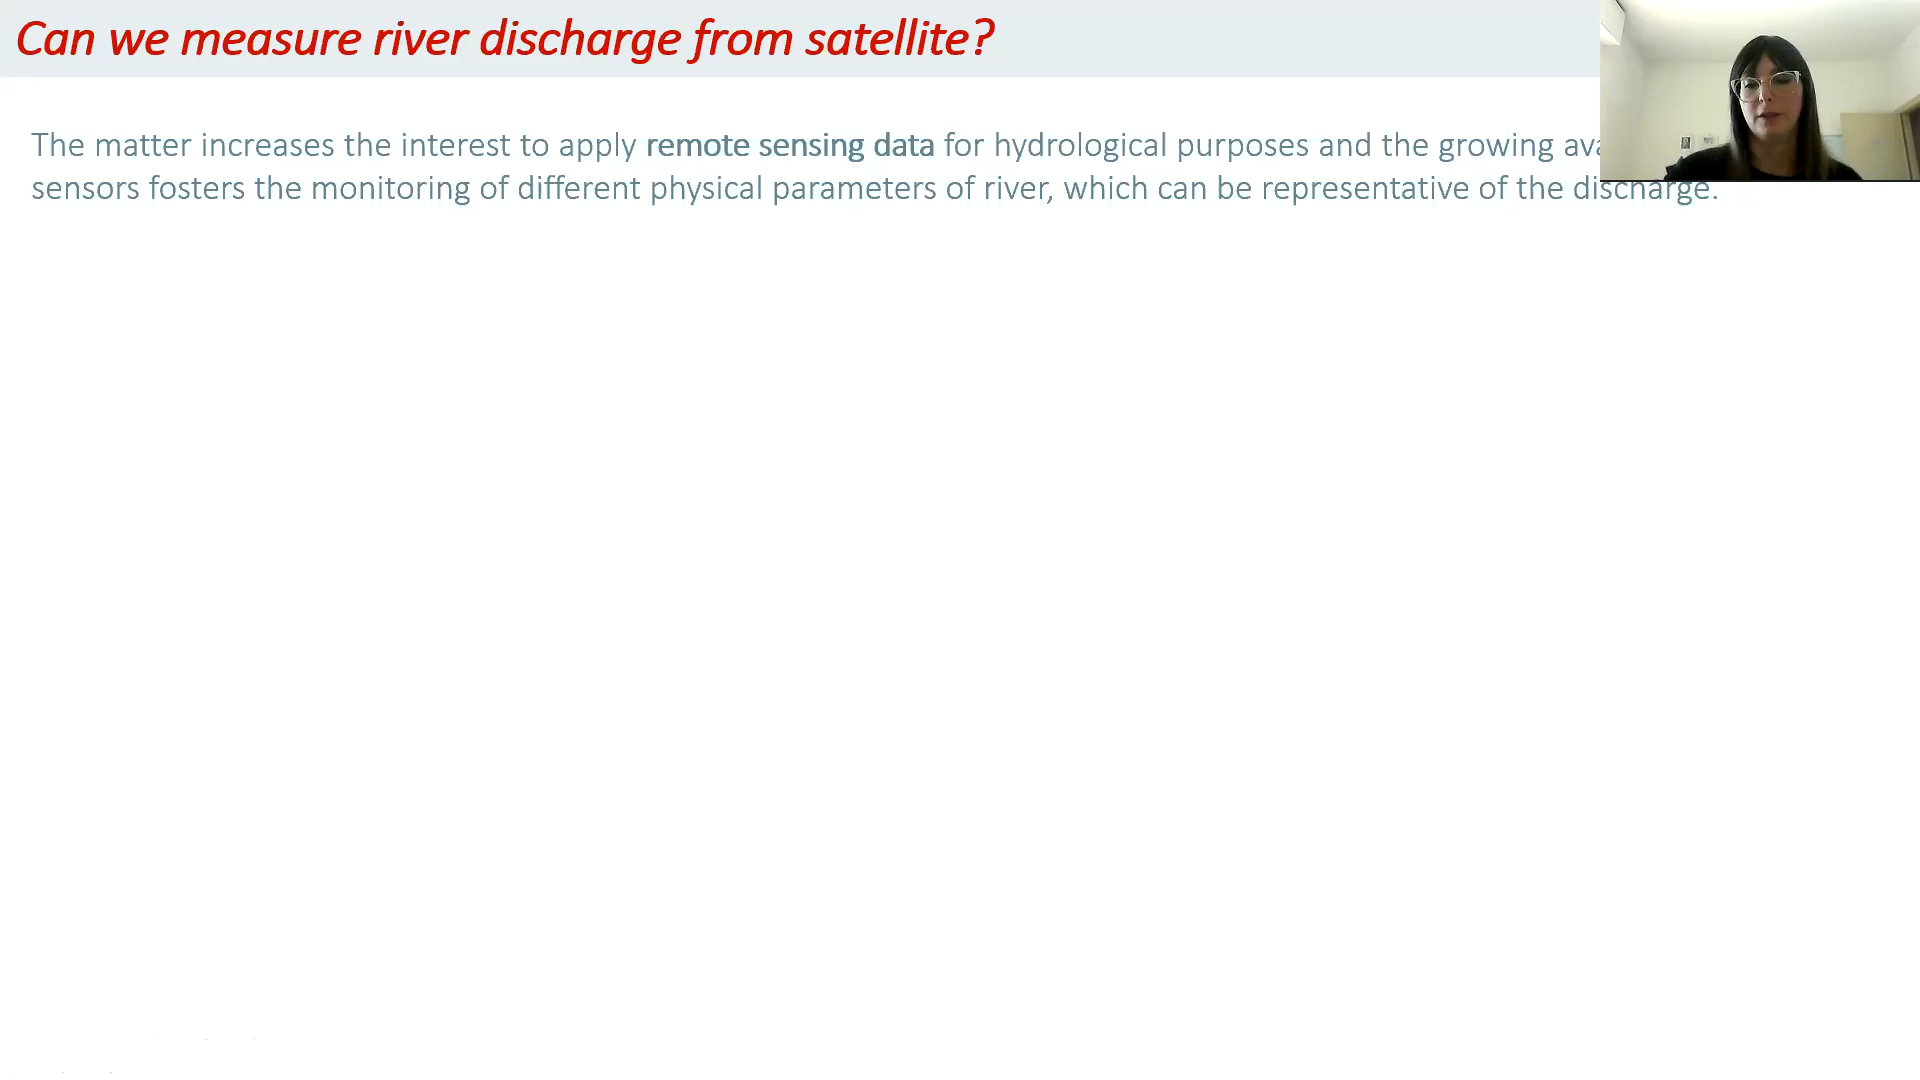 Can we measure river discharge from satellite?
The matter increases the interest to apply remote sensing data for hydrological purposes and the growing
sensors fosters the monitoring of different physical parameters of river, which can be representative of the discharge.